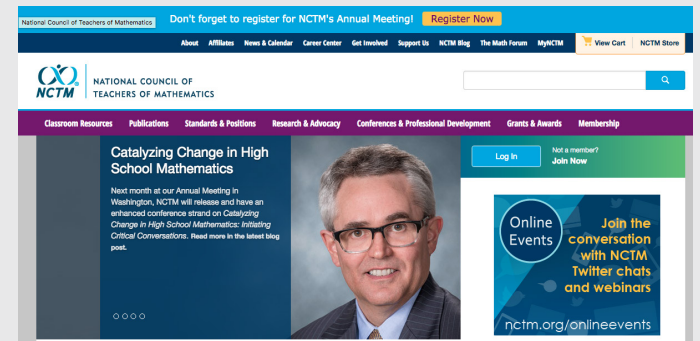 National Council of Teachers of Mathematics
Don't forget to register for NCTM's Annual Meeting! Register Now
About Affiliates News & Calendar Career Center Get Involved Support Us NCTM Blog The Math Forum MyNCTM View Cart NCTM Store
NCTM
NATIONAL COUNCIL OF
TEACHERS OF MATHEMATICS
Classroom Resources Publications Standards & Positions Research & Advocacy Conferences & Professional Development Grants & Awards Membership
Catalyzing Change in High
School Mathematics
Next month at our Annual Meeting in
Washington, NCTM will release and have an
enhanced conference strand on Catalyzing
Change in High School Mathematics: Initiating
Critical Conversations. Read more in the latest blog
post.
Log In
Not a member?
Join Now
Online
Events
Join the
conversation
with NCTM
Twitter chats
and webinars
nctm.org/onlineevents